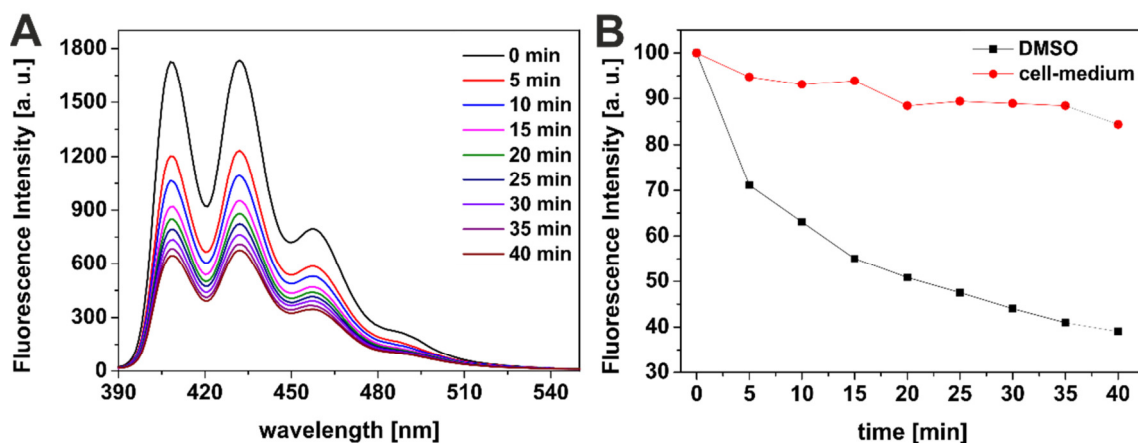 A
Fluorescence Intensity [a. u.]
1800
1500
1200
900
600
300
0
390
420
450
480
510
540
wavelength [nm]
0 min
5 min
10 min
15 min
20 min
25 min
30 min
35 min
40 min
B
Fluorescence Intensity [a. u.]
100
90
80
70
60
50
40
30
0
5
10
15
20
25
30
35
40
time [min]
DMSO
cell-medium